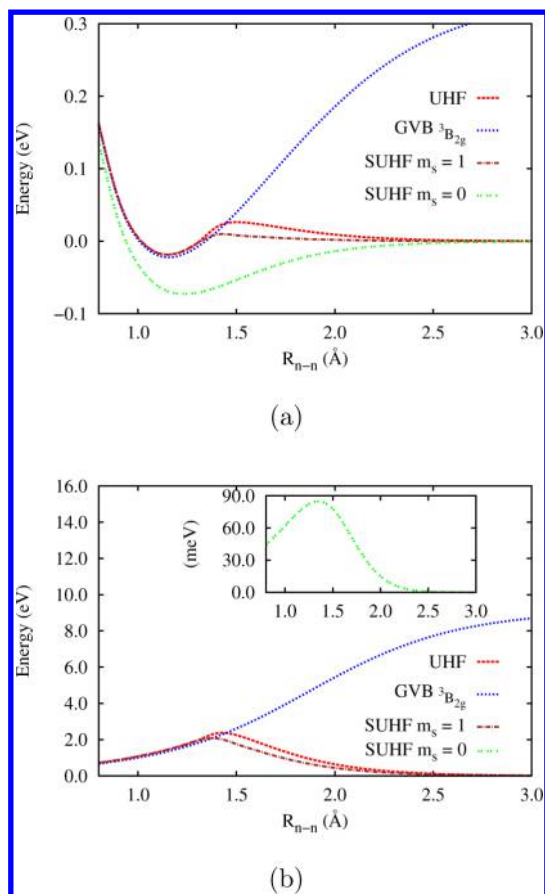 0.3
0.2
0.1
0.0
−0.1
Energy (eV)
UHF
GVB ³B₂g
SUHF mₛ = 1
SUHF mₛ = 0
1.0 1.5 2.0 2.5 3.0
Rₙ₋ₙ (Å)
(a)
16.0
14.0
12.0
10.0
8.0
6.0
4.0
2.0
0.0
Energy (eV)
90.0
60.0
30.0
0.0
(meV)
1.0 1.5 2.0 2.5 3.0
UHF
GVB ³B₂g
SUHF mₛ = 1
SUHF mₛ = 0
1.0 1.5 2.0 2.5 3.0
Rₙ₋ₙ (Å)
(b)